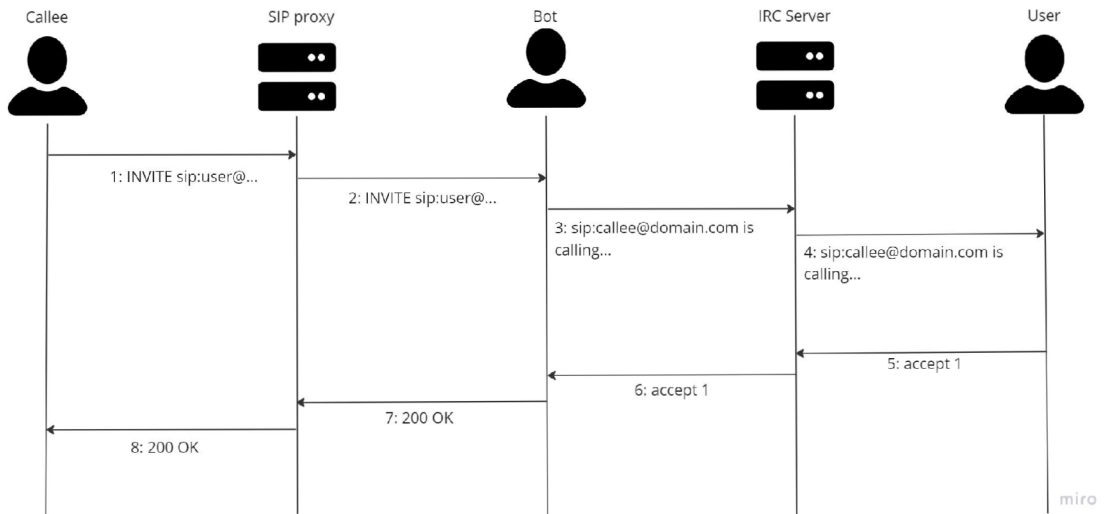 Callee
SIP proxy
Bot
IRC Server
User
1: INVITE sip:user@...
2: INVITE sip:user@...
3: sip:callee@domain.com is
calling...
4: sip:callee@domain.com is
calling...
5: accept 1
6: accept 1
7: 200 OK
8: 200 OK
miro